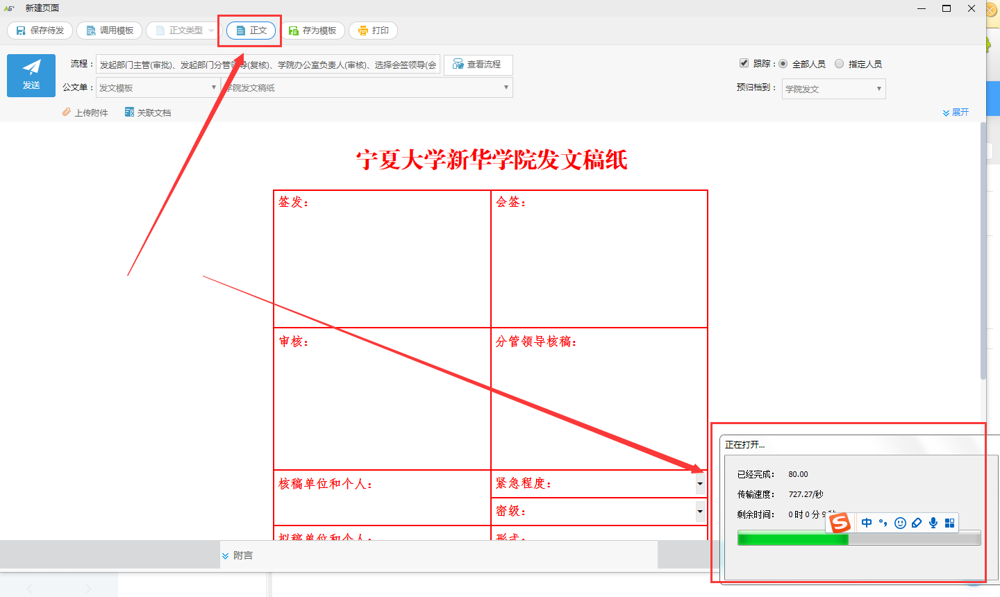 新建页面
保存待发 调用模板 正文类型 正文 存为模板 打印
发送
流程： 发起部门主管(审批)、发起部门分管领导(复核)、学院办公室负责人(审核)、选择会签领导(会 查看流程
跟踪： 全部人员 指定人员
公文单： 发文模板 学院发文稿纸
预归档到： 学院发文
上传附件 关联文档
展开
宁夏大学新华学院发文稿纸
签发： 会签：
审核： 分管领导核稿：
核稿单位和个人： 紧急程度：
密级：
拟稿单位和个人： 形式：
附言
正在打开...
已经完成： 80.00
传输速度： 727.27/秒
剩余时间： 0 时 0 分 9 秒
S 中